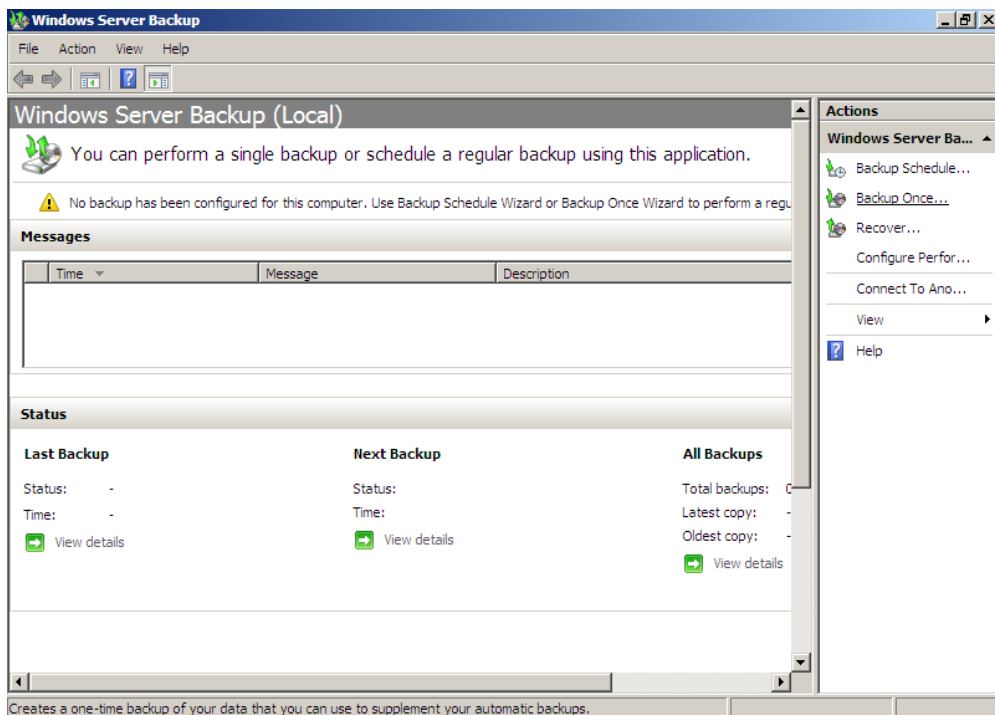 Windows Server Backup
File Action View Help
Windows Server Backup (Local)
You can perform a single backup or schedule a regular backup using this application.
No backup has been configured for this computer. Use Backup Schedule Wizard or Backup Once Wizard to perform a regu
Messages
Time Message Description
Status
Last Backup Next Backup All Backups
Status: - Status: Total backups: 0
Time: - Time: Latest copy: -
View details View details Oldest copy: -
View details
Actions
Windows Server Ba...
Backup Schedule...
Backup Once...
Recover...
Configure Perfor...
Connect To Ano...
View
Help
Creates a one-time backup of your data that you can use to supplement your automatic backups.